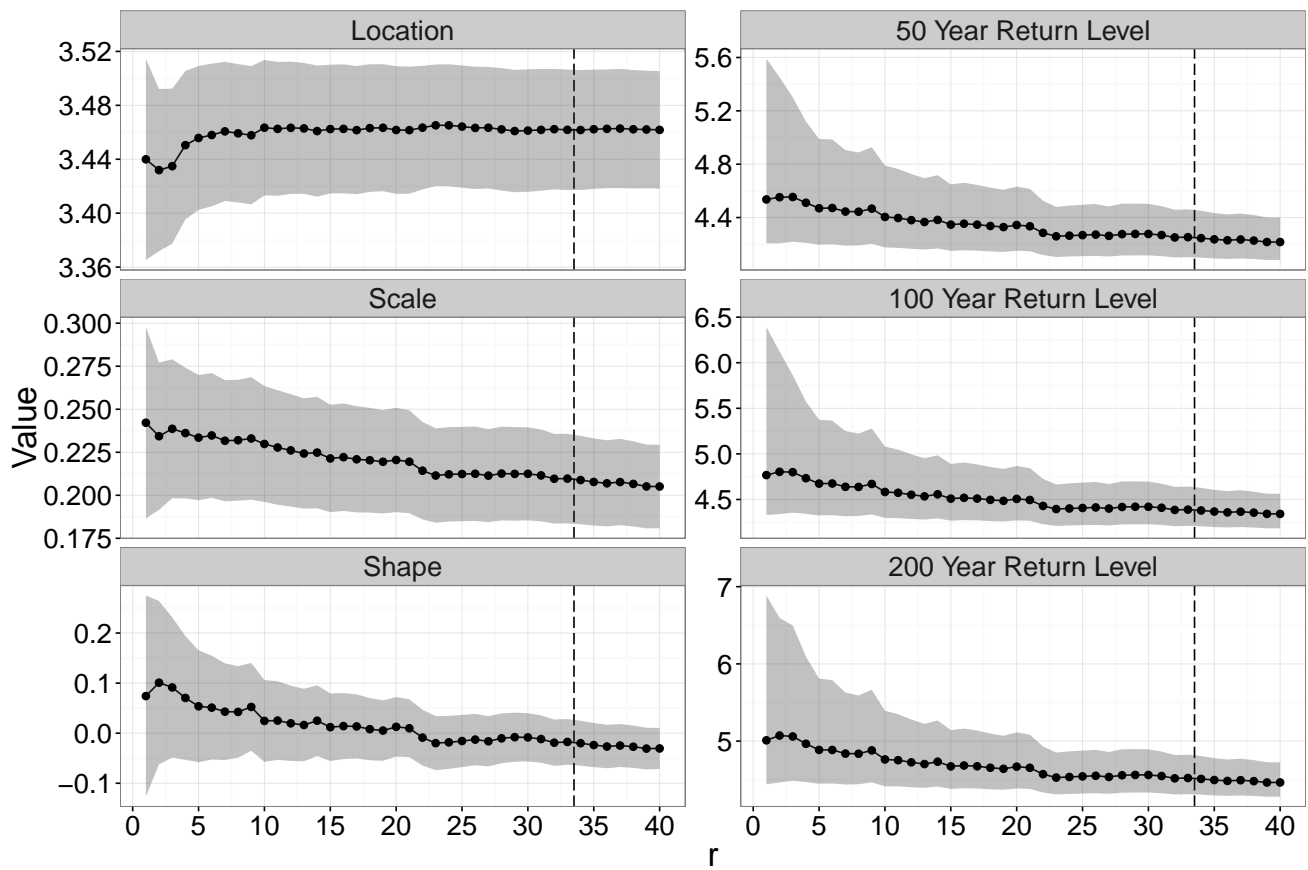 Location
3.52
3.48
3.44
3.40
3.36
50 Year Return Level
5.6
5.2
4.8
4.4
Scale
0.300
0.275
0.250
0.225
0.200
0.175
100 Year Return Level
6.5
6.0
5.5
5.0
4.5
Shape
0.2
0.1
0.0
−0.1
200 Year Return Level
7
6
5
Value
0 5 10 15 20 25 30 35 40
0 5 10 15 20 25 30 35 40
r